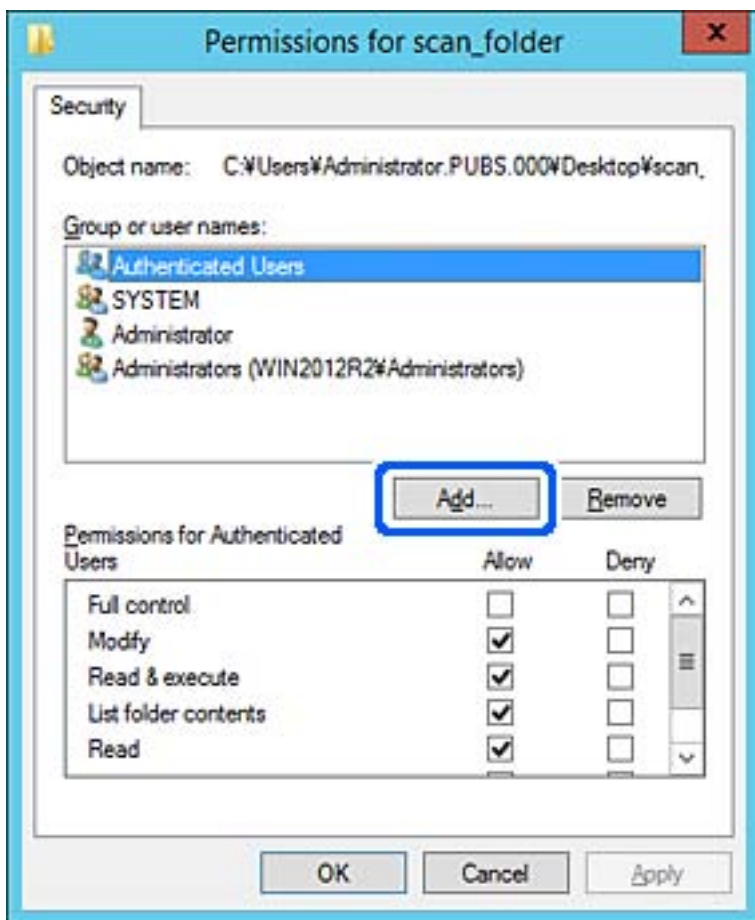 Permissions for scan_folder
Security
Object name: C:¥Users¥Administrator.PUBS.000¥Desktop¥scan_
Group or user names:
Authenticated Users
SYSTEM
Administrator
Administrators (WIN2012R2¥Administrators)
Add... Remove
Permissions for Authenticated
Users Allow Deny
Full control
Modify
Read & execute
List folder contents
Read
OK Cancel Apply